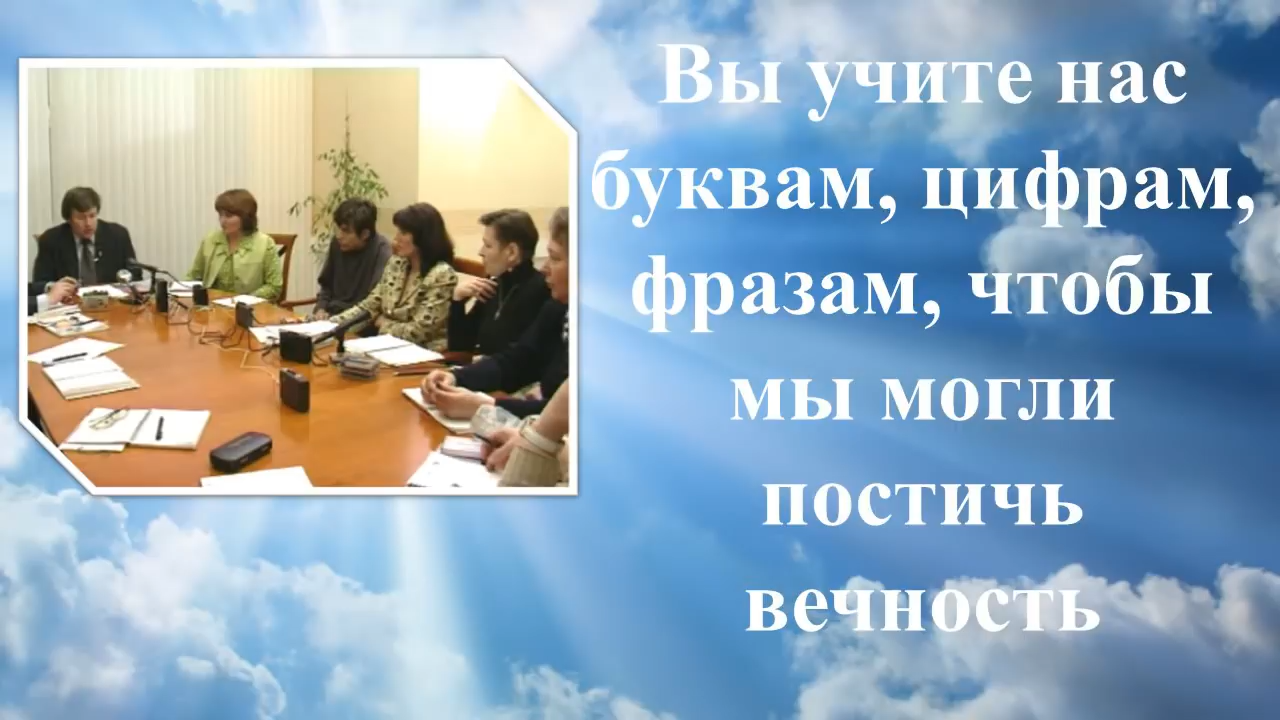 Вы учите нас
буквам, цифрам,
фразам, чтобы
мы могли
постичь
вечность